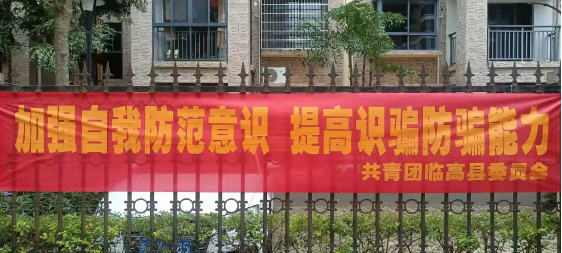 加强自我防范意识 提高识骗防骗能力
共青团临高县委员会